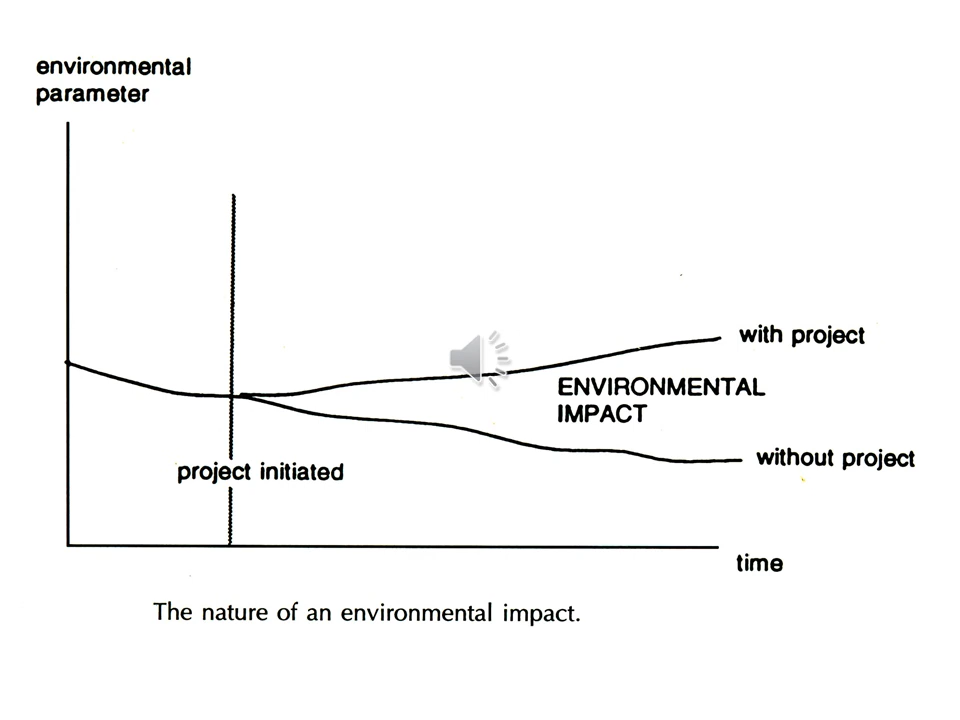 environmental
parameter
with project
ENVIRONMENTAL
IMPACT
without project
project initiated
time
The nature of an environmental impact.